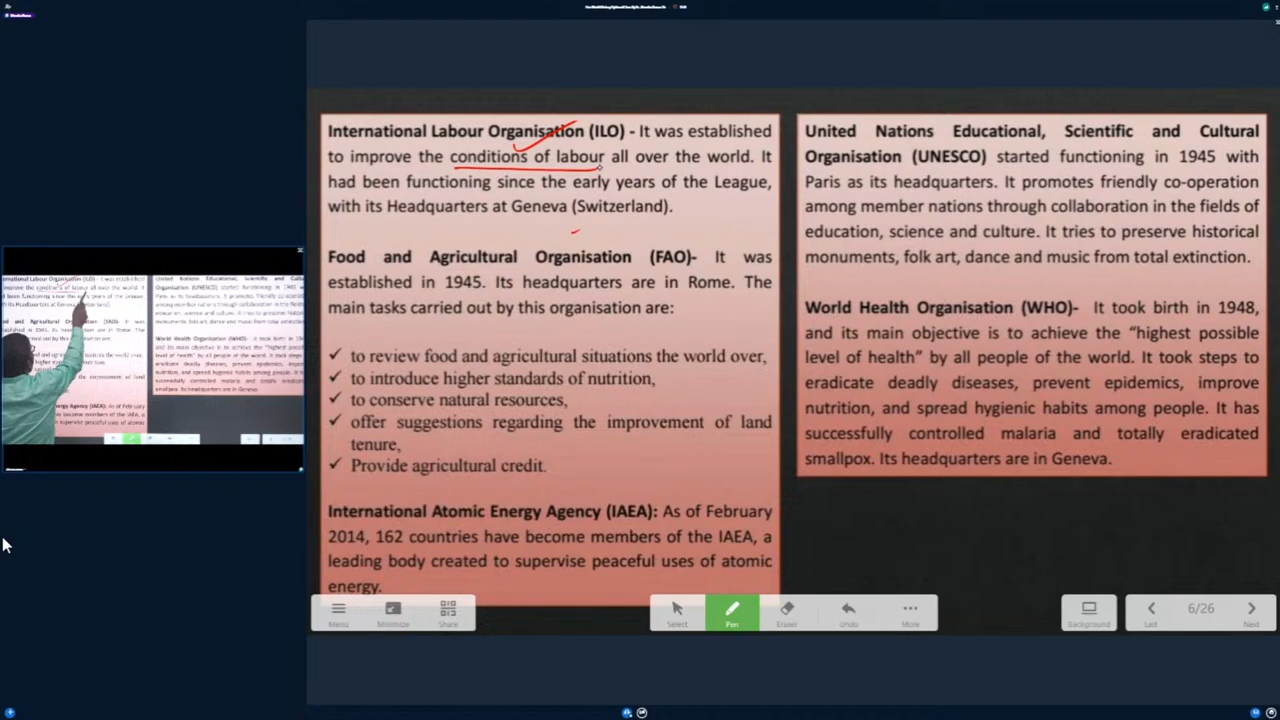 International Labour Organisation (ILO) - It was established
to improve the conditions of labour all over the world. It
had been functioning since the early years of the League,
with its Headquarters at Geneva (Switzerland).
Food and Agricultural Organisation (FAO)- It was
established in 1945. Its headquarters are in Rome. The
main tasks carried out by this organisation are:
✓ to review food and agricultural situations the world over,
✓ to introduce higher standards of nutrition,
✓ to conserve natural resources,
✓ offer suggestions regarding the improvement of land
tenure,
✓ Provide agricultural credit.
International Atomic Energy Agency (IAEA): As of February
2014, 162 countries have become members of the IAEA, a
leading body created to supervise peaceful uses of atomic
energy.
United Nations Educational, Scientific and Cultural
Organisation (UNESCO) started functioning in 1945 with
Paris as its headquarters. It promotes friendly co-operation
among member nations through collaboration in the fields of
education, science and culture. It tries to preserve historical
monuments, folk art, dance and music from total extinction.
World Health Organisation (WHO)- It took birth in 1948,
and its main objective is to achieve the "highest possible
level of health" by all people of the world. It took steps to
eradicate deadly diseases, prevent epidemics, improve
nutrition, and spread hygienic habits among people. It has
successfully controlled malaria and totally eradicated
smallpox. Its headquarters are in Geneva.
Menu Minimize Share Select Pen Eraser Undo More Background Last 6/26 Next